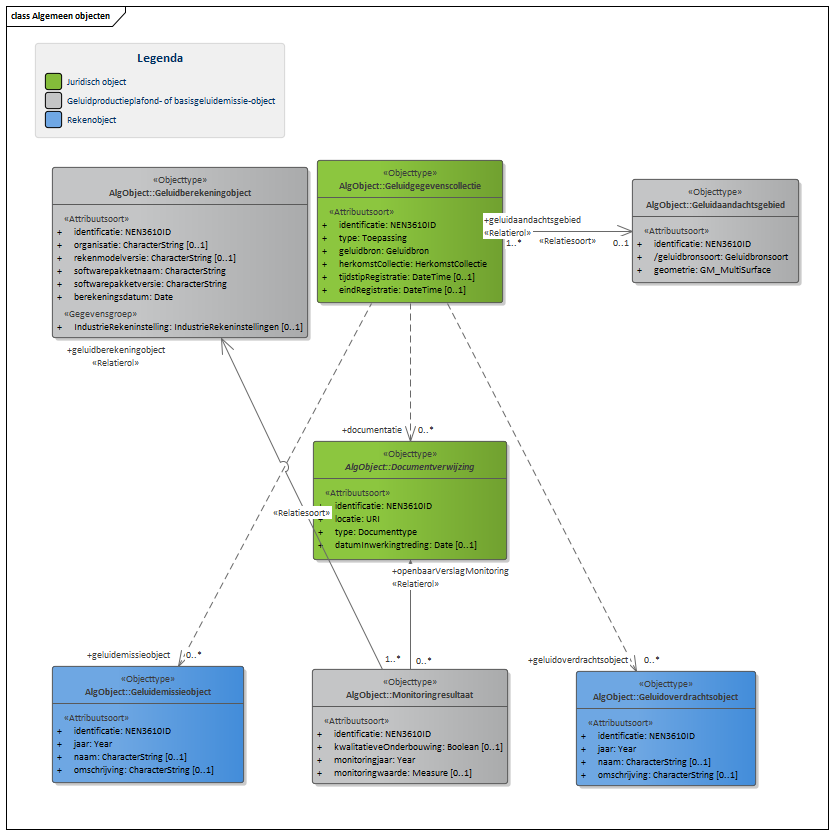 class Algemeen objecten
Legenda
Juridisch object
Geluidproductieplafond- of basisgeluidemissie-object
Rekenobject
«Objecttype»
AlgObject::Geluidberekeningobject
«Attribuutsoort»
+ identificatie: NEN3610ID
+ organisatie: CharacterString [0..1]
+ rekenmodelversie: CharacterString [0..1]
+ softwarepakketnaam: CharacterString
+ softwarepakketversie: CharacterString
+ berekeningsdatum: Date
«Gegevensgroep»
+ IndustrieRekeninstelling: IndustrieRekeninstellingen [0..1]
«Objecttype»
AlgObject::Geluidgegevenscollectie
«Attribuutsoort»
+ identificatie: NEN3610ID
+ type: Toepassing
+ geluidbron: Geluidbron
+ herkomstCollectie: HerkomstCollectie
+ tijdstipRegistratie: DateTime [0..1]
+ eindRegistratie: DateTime [0..1]
+geluidaandachtsgebied
«Relatierol»
1..*
«Relatiesoort»
0..1
«Objecttype»
AlgObject::Geluidaandachtsgebied
«Attribuutsoort»
+ identificatie: NEN3610ID
+ /geluidbronsoort: Geluidbronsoort
+ geometrie: GM_MultiSurface
+geluidberekeningobject
«Relatierol»
+documentatie
0..*
«Objecttype»
AlgObject::Documentverwijzing
«Attribuutsoort»
+ identificatie: NEN3610ID
+ locatie: URI
+ type: Documenttype
+ datumInwerkingtreding: Date [0..1]
«Relatiesoort»
+openbaarVerslagMonitoring
«Relatierol»
+geluidemissieobject
0..*
1..*
0..*
+geluidoverdrachtsobject
0..*
«Objecttype»
AlgObject::Geluidemissieobject
«Attribuutsoort»
+ identificatie: NEN3610ID
+ jaar: Year
+ naam: CharacterString [0..1]
+ omschrijving: CharacterString [0..1]
«Objecttype»
AlgObject::Monitoringresultaat
«Attribuutsoort»
+ identificatie: NEN3610ID
+ kwalitatieveOnderbouwing: Boolean [0..1]
+ monitoringjaar: Year
+ monitoringwaarde: Measure [0..1]
«Objecttype»
AlgObject::Geluidoverdrachtsobject
«Attribuutsoort»
+ identificatie: NEN3610ID
+ jaar: Year
+ naam: CharacterString [0..1]
+ omschrijving: CharacterString [0..1]